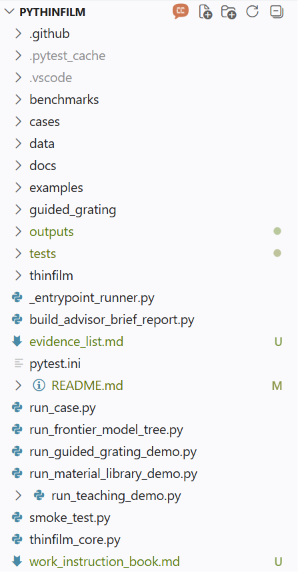 PYTHINFILM
CC
.github
.pytest_cache
.vscode
benchmarks
cases
data
docs
examples
guided_grating
outputs
tests
thinfilm
_entrypoint_runner.py
build_advisor_brief_report.py
evidence_list.md U
pytest.ini
README.md M
run_case.py
run_frontier_model_tree.py
run_guided_grating_demo.py
run_material_library_demo.py
run_teaching_demo.py
smoke_test.py
thinfilm_core.py
work_instruction_book.md U